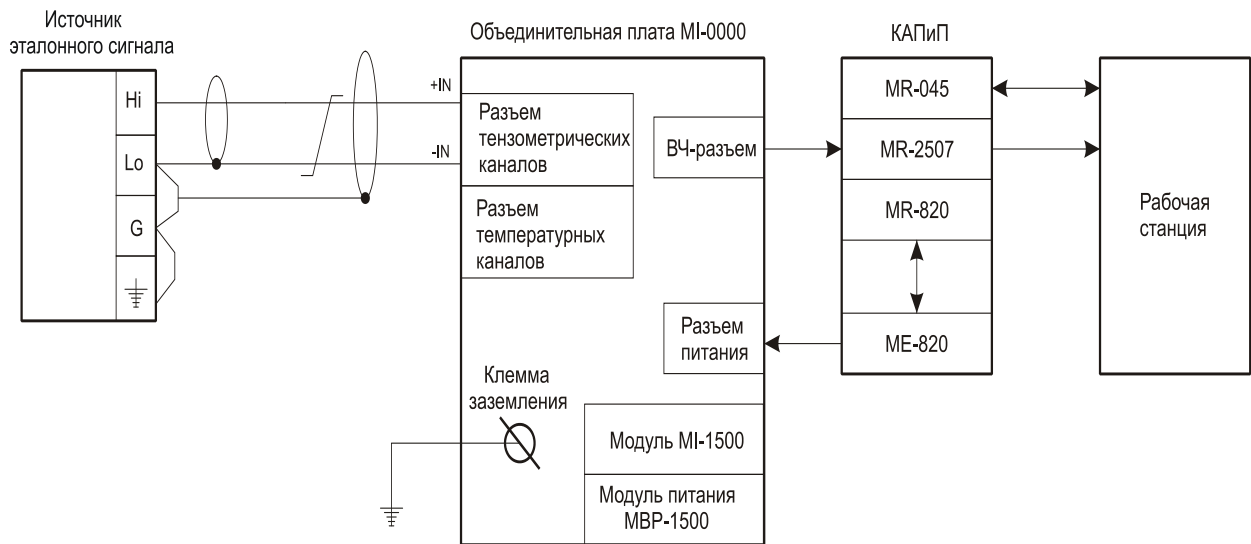 Источник
эталонного сигнала
Hi
Lo
G
Объединительная плата MI-0000
+IN
-IN
Разъем
тензометрических
каналов
Разъем
температурных
каналов
ВЧ-разъем
Разъем
питания
Клемма
заземления
Модуль MI-1500
Модуль питания
МВР-1500
КАПиП
MR-045
MR-2507
MR-820
ME-820
Рабочая
станция